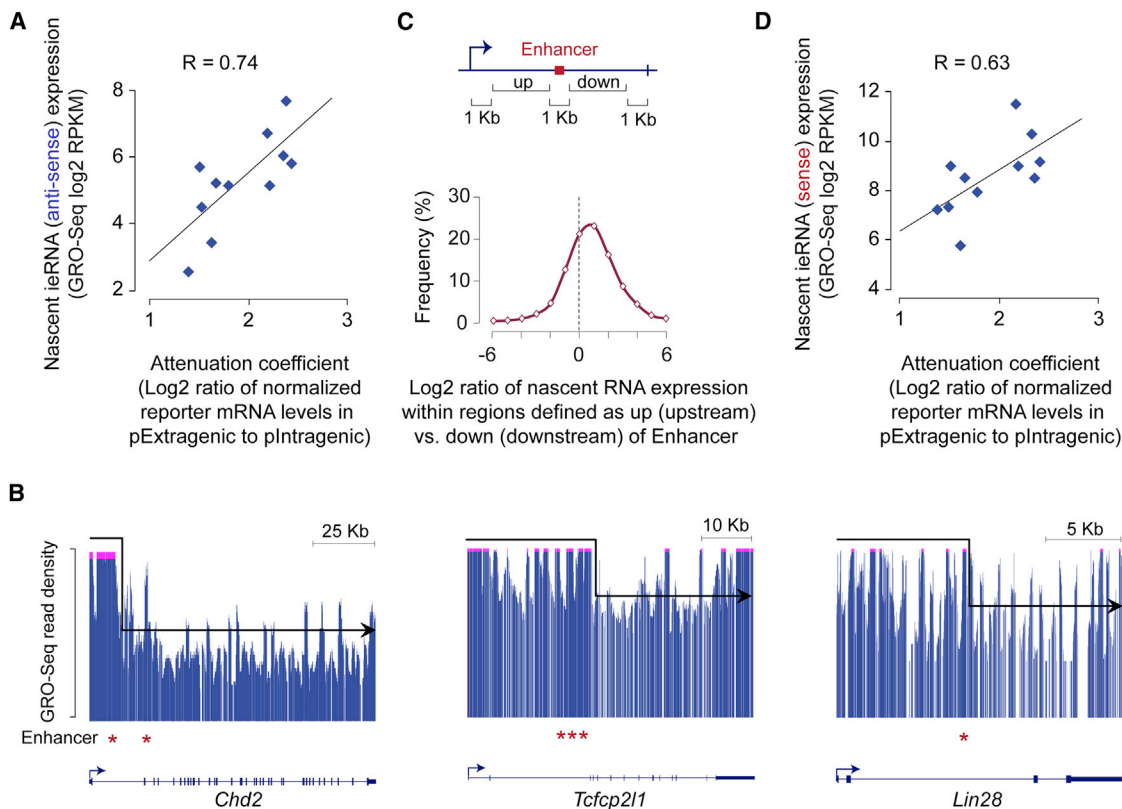 A
R = 0.74
Nascent ieRNA (anti-sense) expression
(GRO-Seq log2 RPKM)
8
6
4
2
1
2
3
Attenuation coefficient
(Log2 ratio of normalized
reporter mRNA levels in
pExtragenic to pIntragenic)
C
Enhancer
up
down
1 Kb
1 Kb
1 Kb
Frequency (%)
30
20
10
0
-6
0
6
Log2 ratio of nascent RNA expression
within regions defined as up (upstream)
vs. down (downstream) of Enhancer
D
R = 0.63
Nascent ieRNA (sense) expression
(GRO-Seq log2 RPKM)
12
10
8
6
4
1
2
3
Attenuation coefficient
(Log2 ratio of normalized
reporter mRNA levels in
pExtragenic to pIntragenic)
B
GRO-Seq read density
25 Kb
Enhancer * *
Chd2
10 Kb
***
Tcfcp2l1
5 Kb
*
Lin28